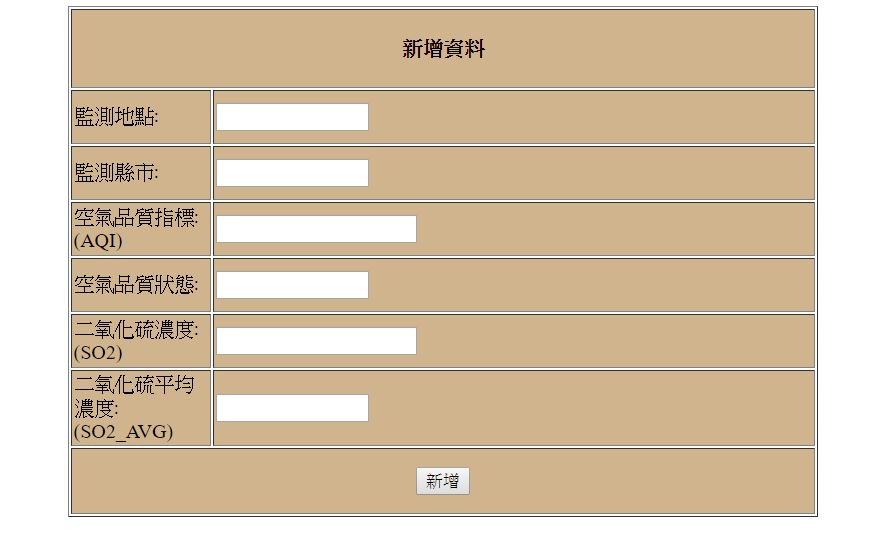 新增資料
監測地點:
監測縣市:
空氣品質指標:
(AQI)
空氣品質狀態:
二氧化硫濃度:
(SO2)
二氧化硫平均
濃度:
(SO2_AVG)
新增